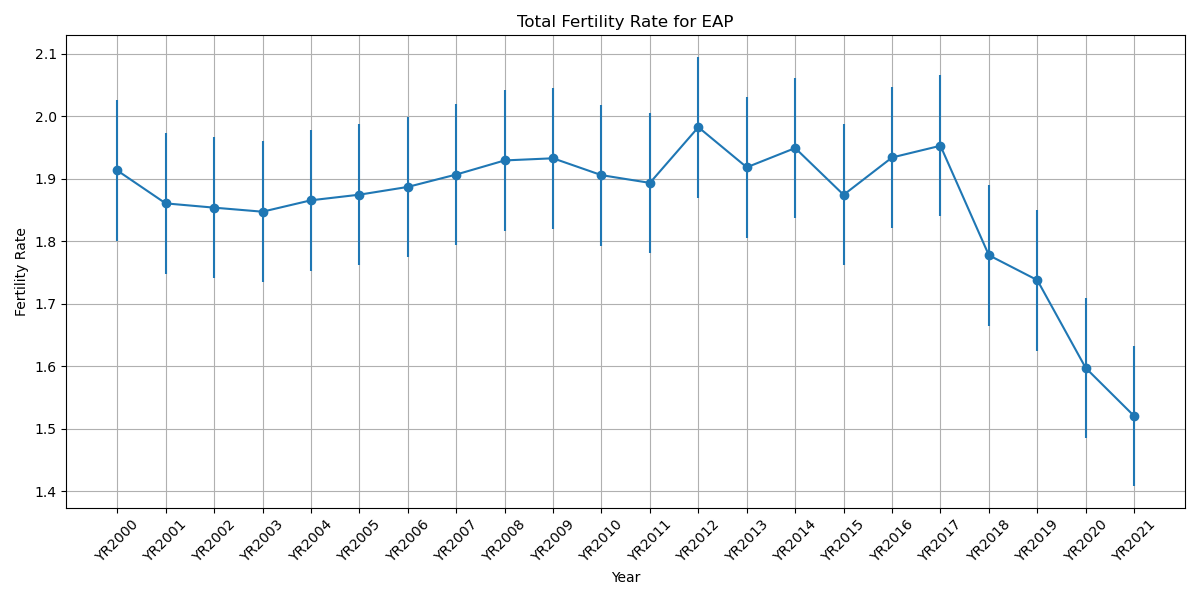 Total Fertility Rate for EAP
Fertility Rate
2.1
2.0
1.9
1.8
1.7
1.6
1.5
1.4
YR2000
YR2001
YR2002
YR2003
YR2004
YR2005
YR2006
YR2007
YR2008
YR2009
YR2010
YR2011
YR2012
YR2013
YR2014
YR2015
YR2016
YR2017
YR2018
YR2019
YR2020
YR2021
Year